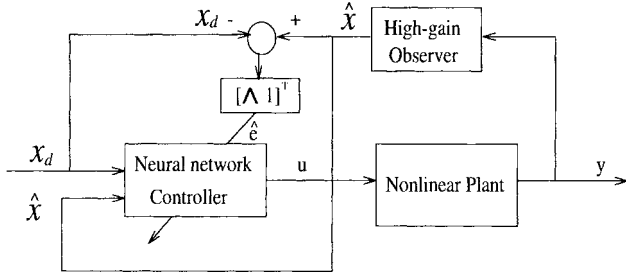 x_d - + x̂ High-gain
Observer
[Λ 1]^T
ê
x_d Neural network u Nonlinear Plant y
x̂ Controller